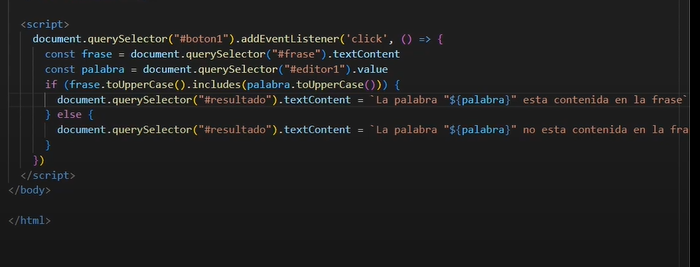 <script>
document.querySelector("#boton1").addEventListener('click', () => {
const frase = document.querySelector("#frase").textContent
const palabra = document.querySelector("#editor1").value
if (frase.toUpperCase().includes(palabra.toUpperCase())) {
document.querySelector("#resultado").textContent = `La palabra "${palabra}" esta contenida en la frase`
} else {
document.querySelector("#resultado").textContent = `La palabra "${palabra}" no esta contenida en la fra
}
})
</script>
</body>
</html>